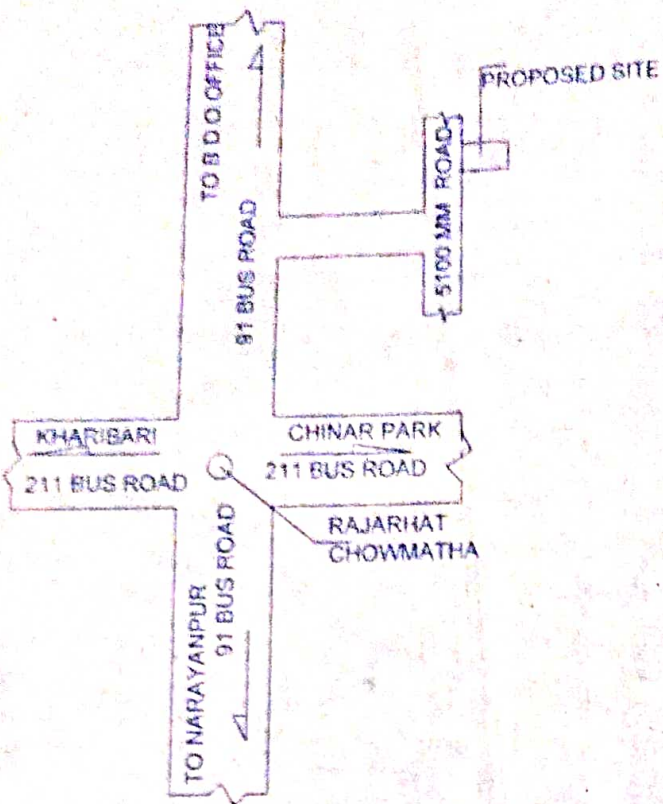 PROPOSED SITE
TO B.D.O.OFFICE
91 BUS ROAD
5100 MM ROAD
KHARIBARI
211 BUS ROAD
CHINAR PARK
211 BUS ROAD
RAJARHAT
CHOWMATHA
TO NARAYANPUR
91 BUS ROAD